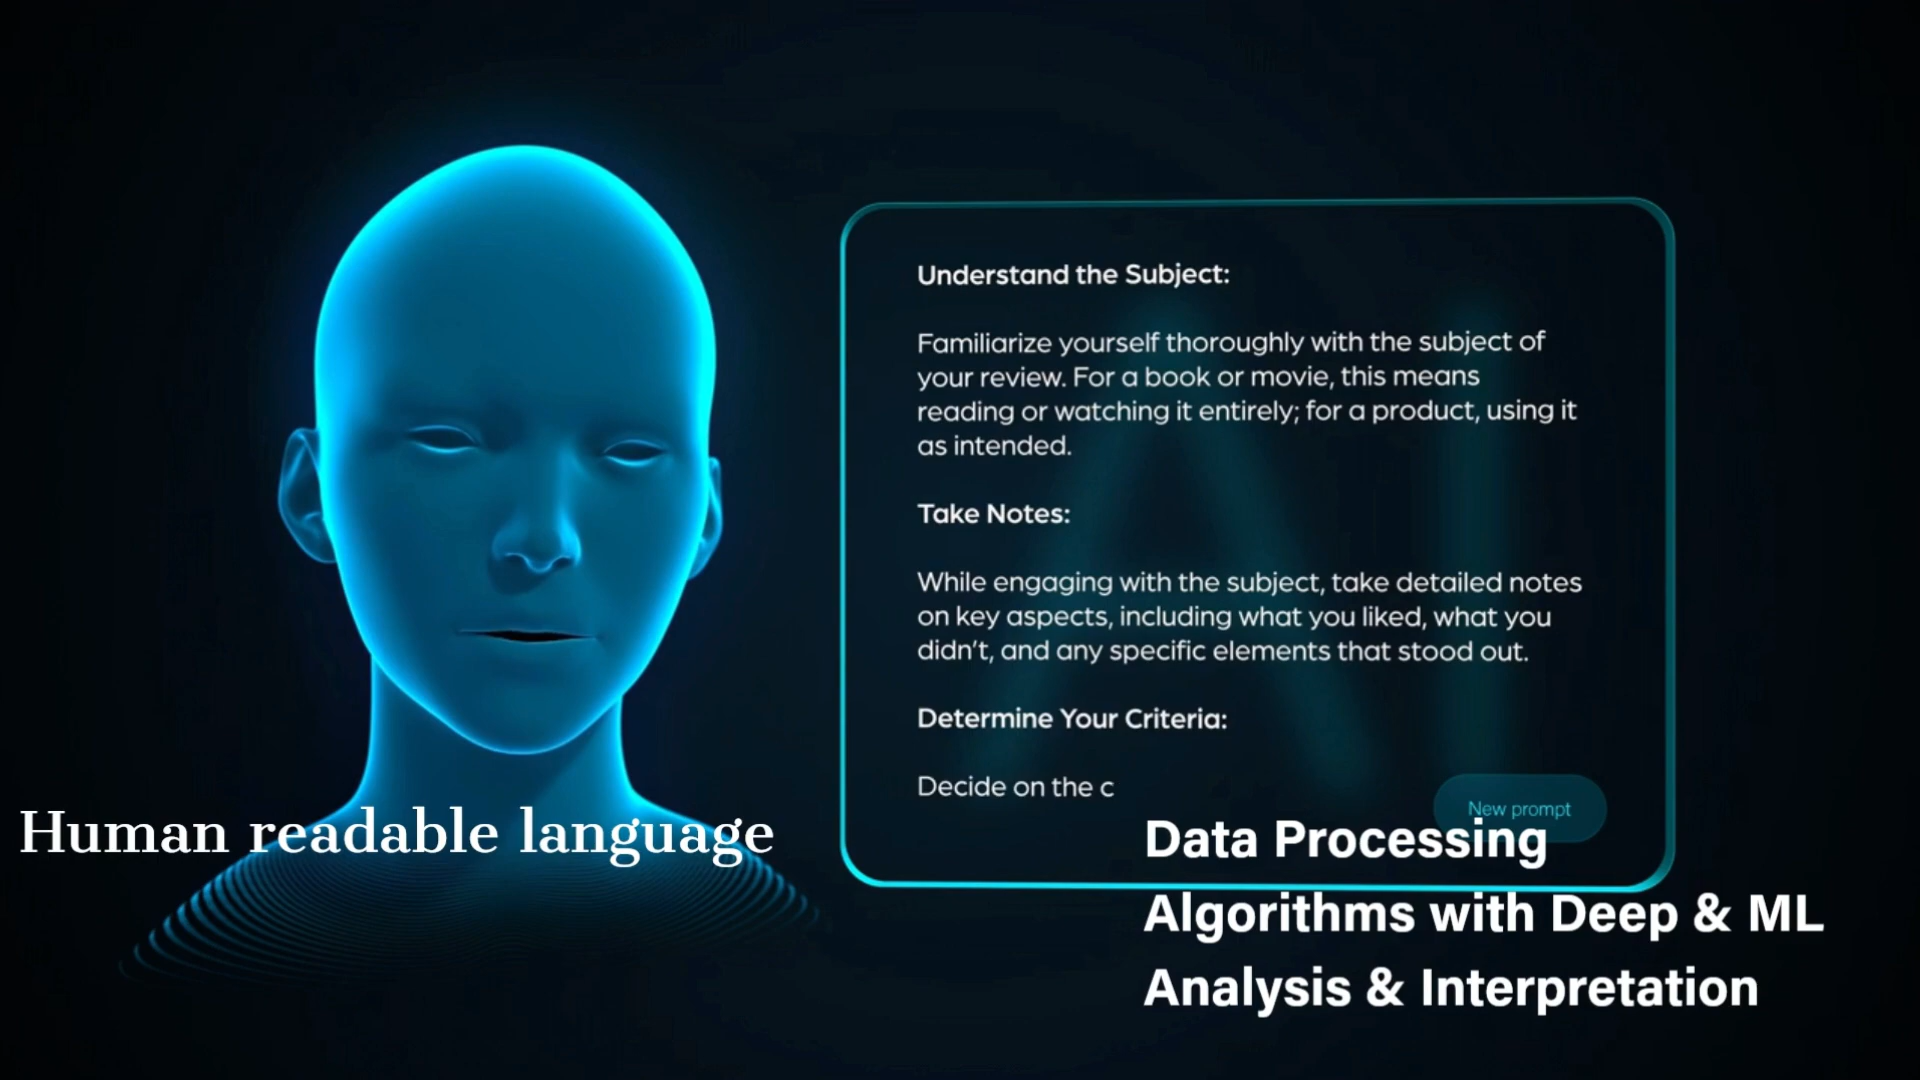 Understand the Subject:
Familiarize yourself thoroughly with the subject of
your review. For a book or movie, this means
reading or watching it entirely; for a product, using it
as intended.
Take Notes:
While engaging with the subject, take detailed notes
on key aspects, including what you liked, what you
didn't, and any specific elements that stood out.
Determine Your Criteria:
Decide on the c
New prompt
Human readable language
Data Processing
Algorithms with Deep & ML
Analysis & Interpretation
AI